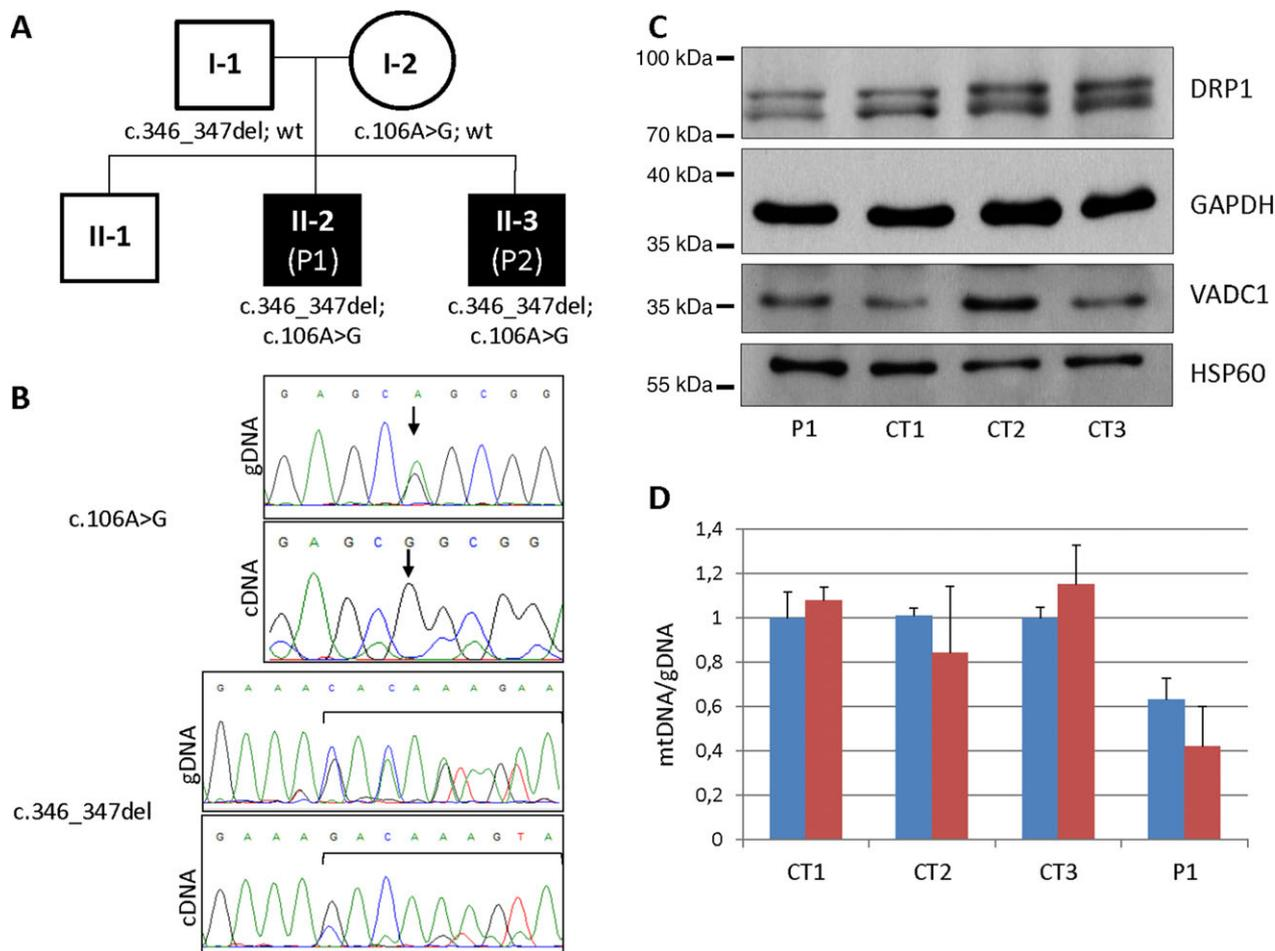 A
I-1
I-2
c.346_347del; wt
c.106A>G; wt
II-1
II-2
(P1)
II-3
(P2)
c.346_347del;
c.106A>G
c.346_347del;
c.106A>G
B
c.106A>G
gDNA
G A G C A G C G G
cDNA
G A G C G G C G G
c.346_347del
gDNA
G A A A C A C A A A G A A
cDNA
G A A A G A C A A A G T A
C
100 kDa
70 kDa
DRP1
40 kDa
35 kDa
GAPDH
35 kDa
VADC1
55 kDa
HSP60
P1 CT1 CT2 CT3
D
mtDNA/gDNA
1,4
1,2
1
0,8
0,6
0,4
0,2
0
CT1 CT2 CT3 P1